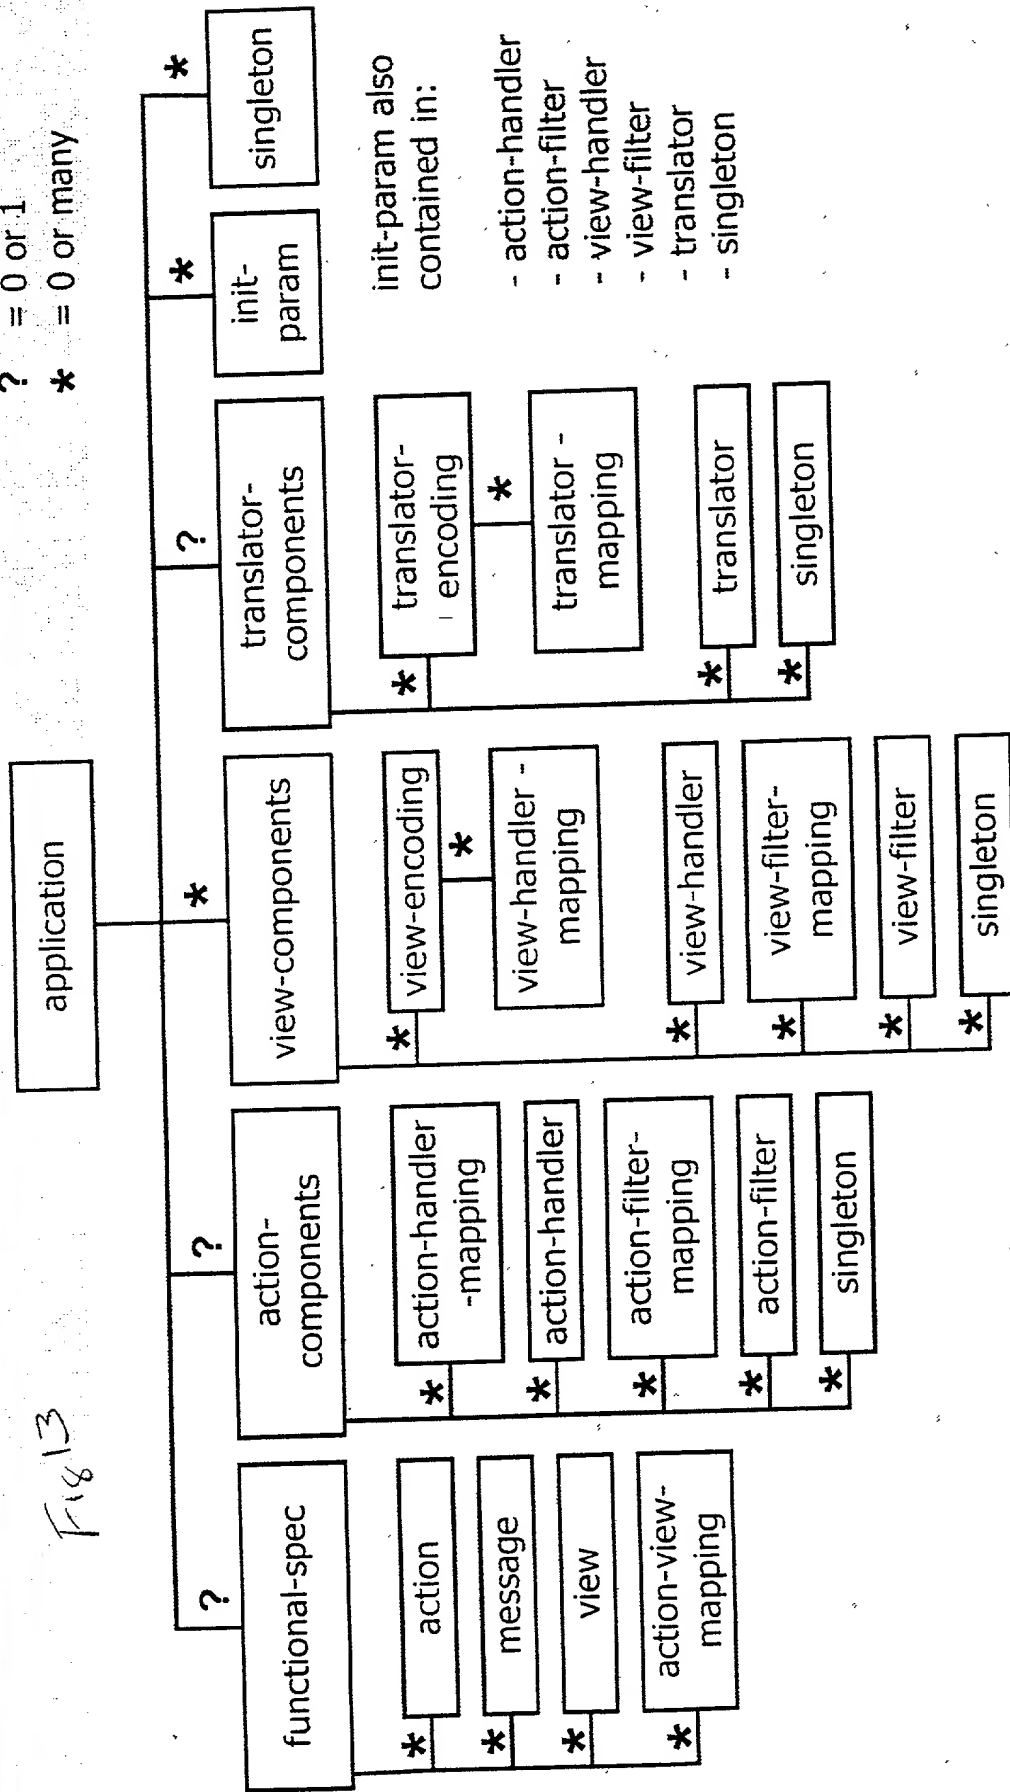 Fig 13
? = 0 or 1
* = 0 or many
application
?
?
*
?
*
*
functional-spec
action-
components
view-components
translator-
components
init-
param
singleton
* action
* message
* view
* action-view-
mapping
* action-handler
-mapping
* action-handler
* action-filter-
mapping
* action-filter
* singleton
* view-encoding
*
view-handler -
mapping
* view-handler
* view-filter-
mapping
* view-filter
* singleton
* translator-
encoding
*
translator -
mapping
* translator
* singleton
init-param also
contained in:
- action-handler
- action-filter
- view-handler
- view-filter
- translator
- singleton